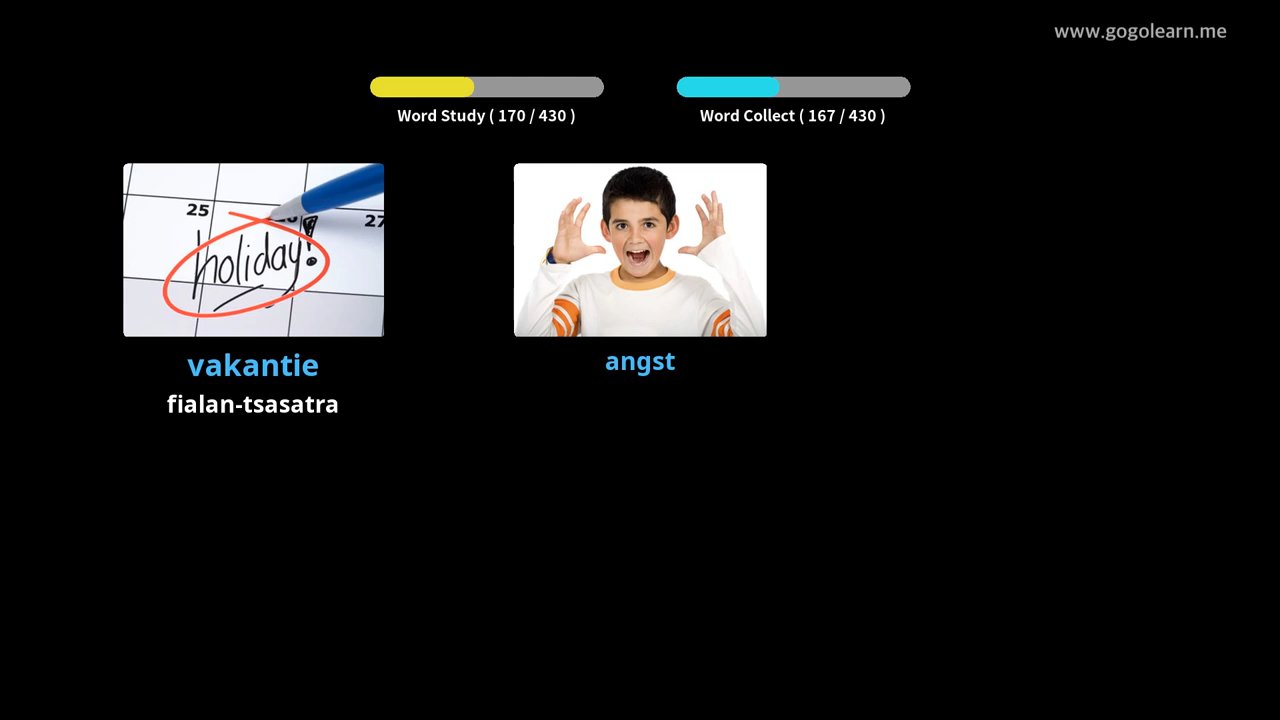 www.gogolearn.me
Word Study ( 170 / 430 )
Word Collect ( 167 / 430 )
25
27
holiday!
vakantie
angst
fialan-tsasatra